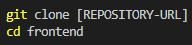 git clone [REPOSITORY-URL]
cd frontend